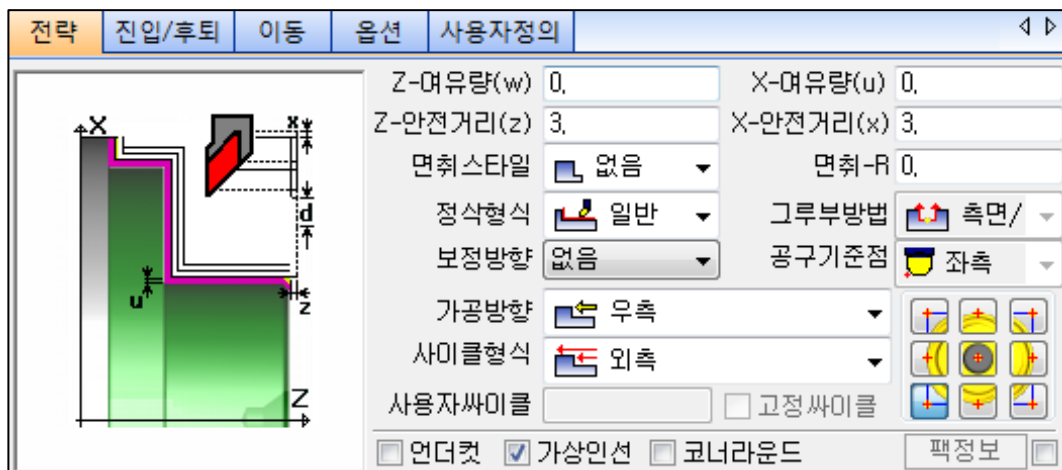 전략 진입/후퇴 이동 옵션 사용자정의
Z-여유량(w) 0, X-여유량(u) 0,
Z-안전거리(z) 3, X-안전거리(x) 3,
면취스타일 없음 면취-R 0,
정삭형식 일반 그루부방법 측면/
보정방향 없음 공구기준점 좌측
가공방향 우측
사이클형식 외측
사용자싸이클 고정싸이클
언더컷 가상인선 코너라운드 팩정보
X x
d
u z
Z